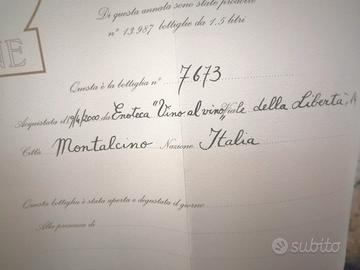 Di questa annata sono state prodotte
n° 13.987 bottiglie da 1.5 litri
NE
Questa è la bottiglia n° 7673
Acquistata il 19/4/2000 da Enoteca "Vino al vino" Viale della Libertà,
Città Montalcino Nazione Italia
Questa bottiglia è stata aperta e degustata il giorno
Alla presenza di
subito